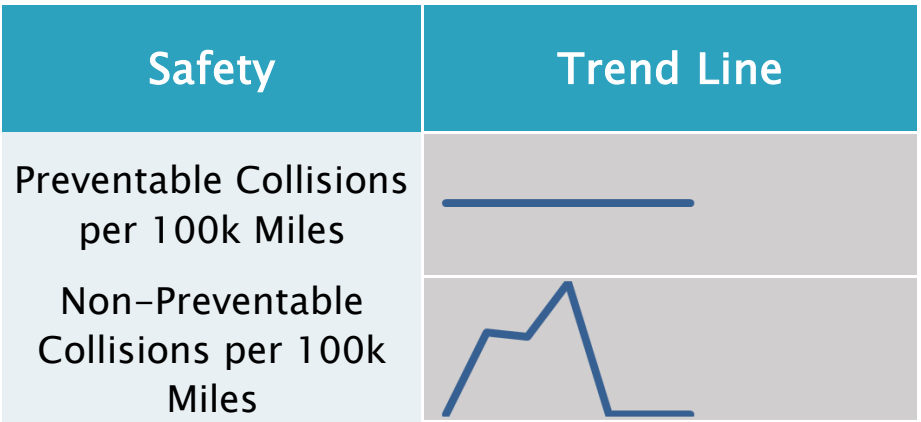 Safety
Trend Line
Preventable Collisions
per 100k Miles
Non-Preventable
Collisions per 100k
Miles